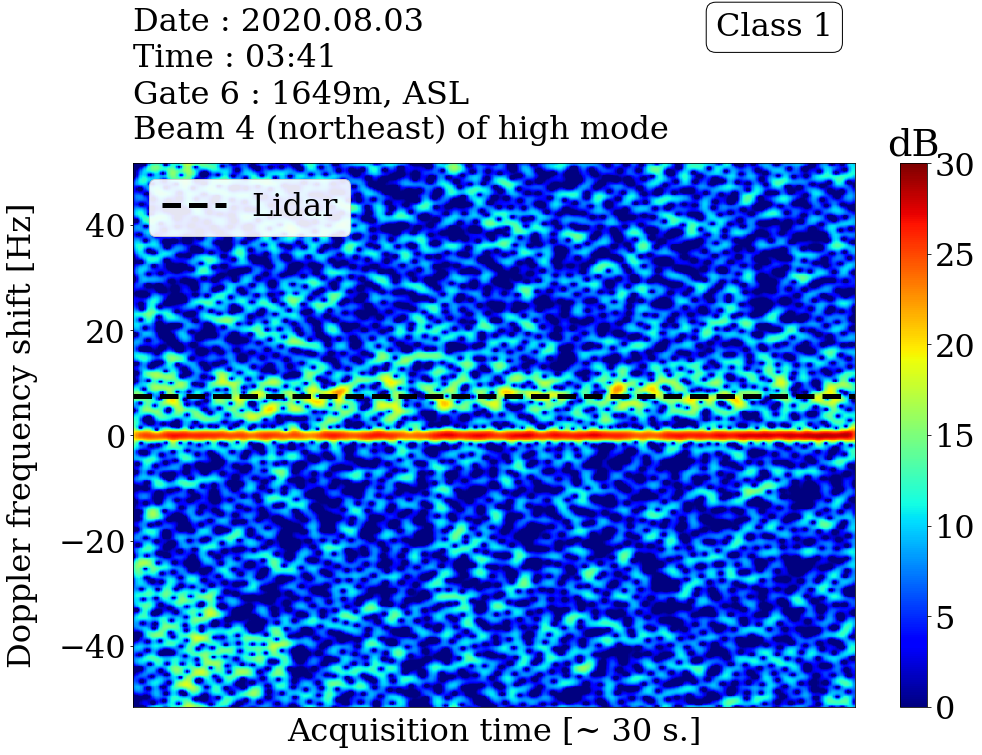 Date : 2020.08.03
Time : 03:41
Gate 6 : 1649m, ASL
Beam 4 (northeast) of high mode
Class 1
dB
Lidar
Doppler frequency shift [Hz]
40
20
0
−20
−40
30
25
20
15
10
5
0
Acquisition time [~ 30 s.]